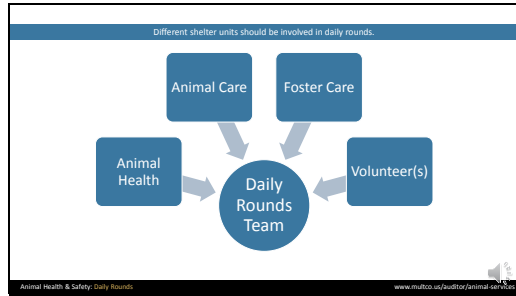 Different shelter units should be involved in daily rounds.
Animal Care
Foster Care
Animal
Health
Volunteer(s)
Daily
Rounds
Team
Animal Health & Safety: Daily Rounds
www.multco.us/auditor/animal-services